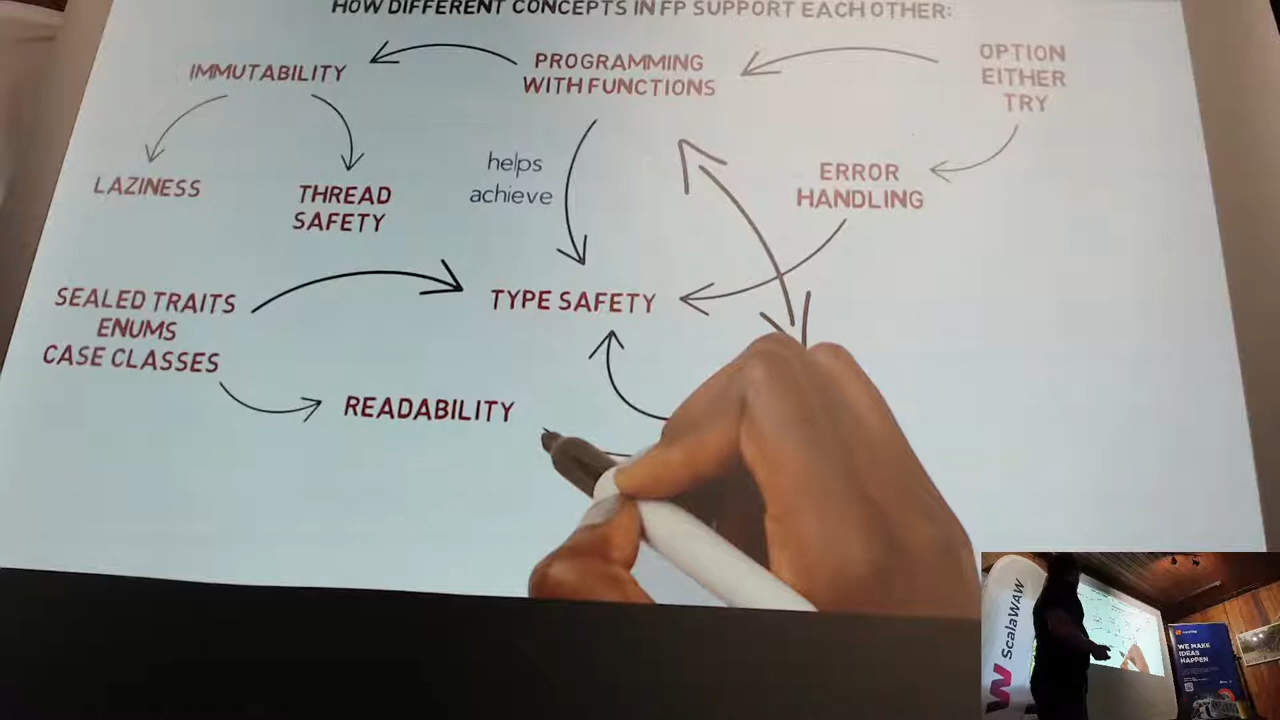 HOW DIFFERENT CONCEPTS IN FP SUPPORT EACH OTHER:
IMMUTABILITY
PROGRAMMING
WITH FUNCTIONS
OPTION
EITHER
TRY
LAZINESS
THREAD
SAFETY
helps
achieve
ERROR
HANDLING
SEALED TRAITS
ENUMS
CASE CLASSES
TYPE SAFETY
READABILITY
ScalaWAW
WE MAKE
IDEAS
HAPPEN